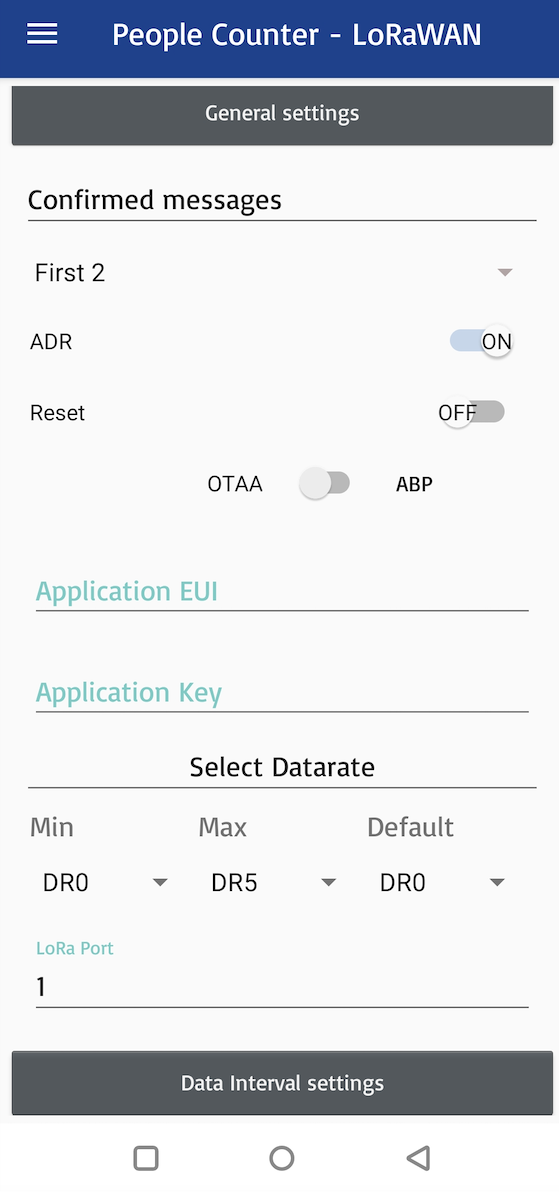 People Counter - LoRaWAN
General settings
Confirmed messages
First 2
ADR ON
Reset OFF
OTAA ABP
Application EUI
Application Key
Select Datarate
Min Max Default
DR0 DR5 DR0
LoRa Port
1
Data Interval settings